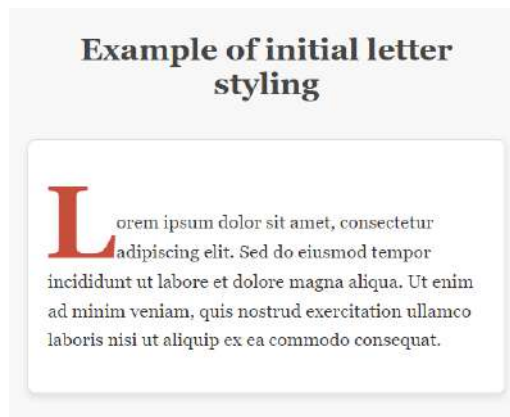 Example of initial letter
styling
Lorem ipsum dolor sit amet, consectetur
adipiscing elit. Sed do eiusmod tempor
incididunt ut labore et dolore magna aliqua. Ut enim
ad minim veniam, quis nostrud exercitation ullamco
laboris nisi ut aliquip ex ea commodo consequat.